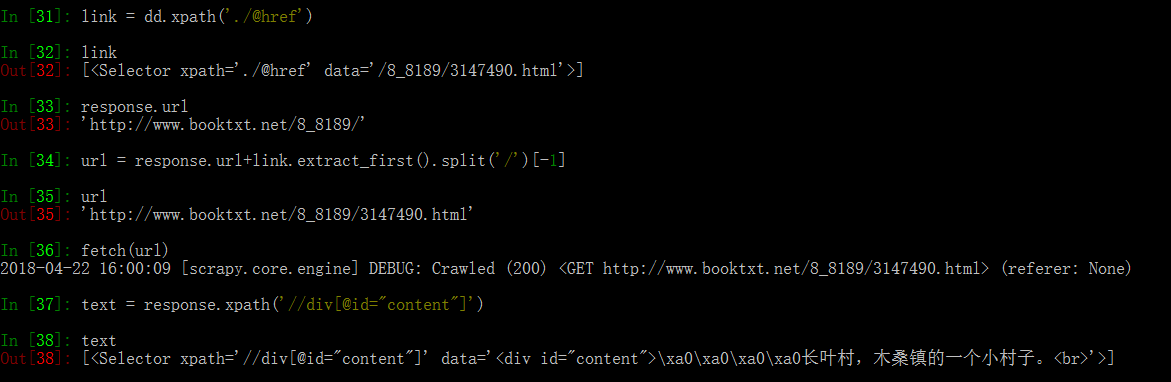 In [31]: link = dd.xpath('./@href')
In [32]: link
Out[32]: [<Selector xpath='./@href' data='/8_8189/3147490.html'>]
In [33]: response.url
Out[33]: 'http://www.booktxt.net/8_8189/'
In [34]: url = response.url+link.extract_first().split('/')[-1]
In [35]: url
Out[35]: 'http://www.booktxt.net/8_8189/3147490.html'
In [36]: fetch(url)
2018-04-22 16:00:09 [scrapy.core.engine] DEBUG: Crawled (200) <GET http://www.booktxt.net/8_8189/3147490.html> (referer: None)
In [37]: text = response.xpath('//div[@id="content"]')
In [38]: text
Out[38]: [<Selector xpath='//div[@id="content"]' data='<div id="content">\xa0\xa0\xa0\xa0长叶村，木桑镇的一个小村子。<br>'>]